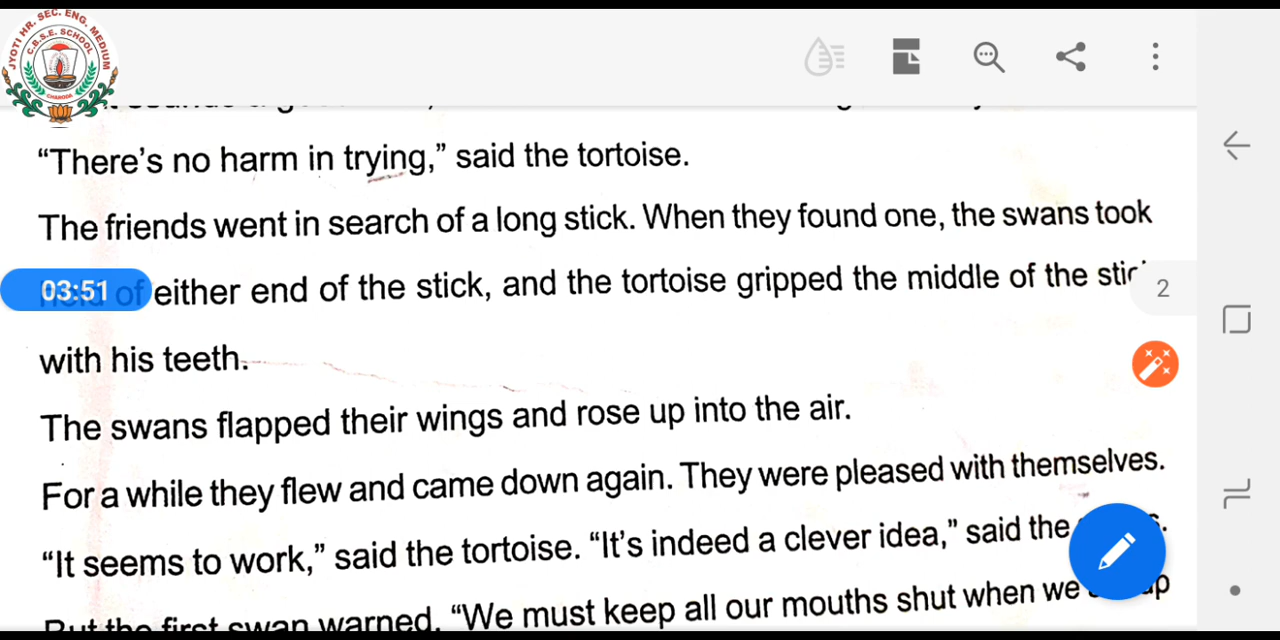 JYOTI HR. SEC. ENG. MEDIUM
C.B.S.E. SCHOOL
“There’s no harm in trying,” said the tortoise.
The friends went in search of a long stick. When they found one, the swans took
03:51 of either end of the stick, and the tortoise gripped the middle of the
2
with his teeth.
The swans flapped their wings and rose up into the air.
For a while they flew and came down again. They were pleased with themselves.
“It seems to work,” said the tortoise. “It’s indeed a clever idea,” said the
But the first swan warned, “We must keep all our mouths shut when we